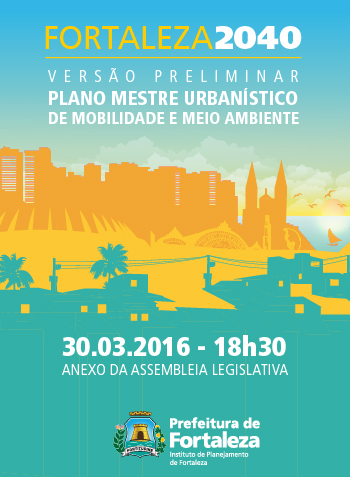 FORTALEZA2040
VERSÃO PRELIMINAR
PLANO MESTRE URBANÍSTICO
DE MOBILIDADE E MEIO AMBIENTE
30.03.2016 - 18h30
ANEXO DA ASSEMBLEIA LEGISLATIVA
Prefeitura de
Fortaleza
Instituto de Planejamento
de Fortaleza